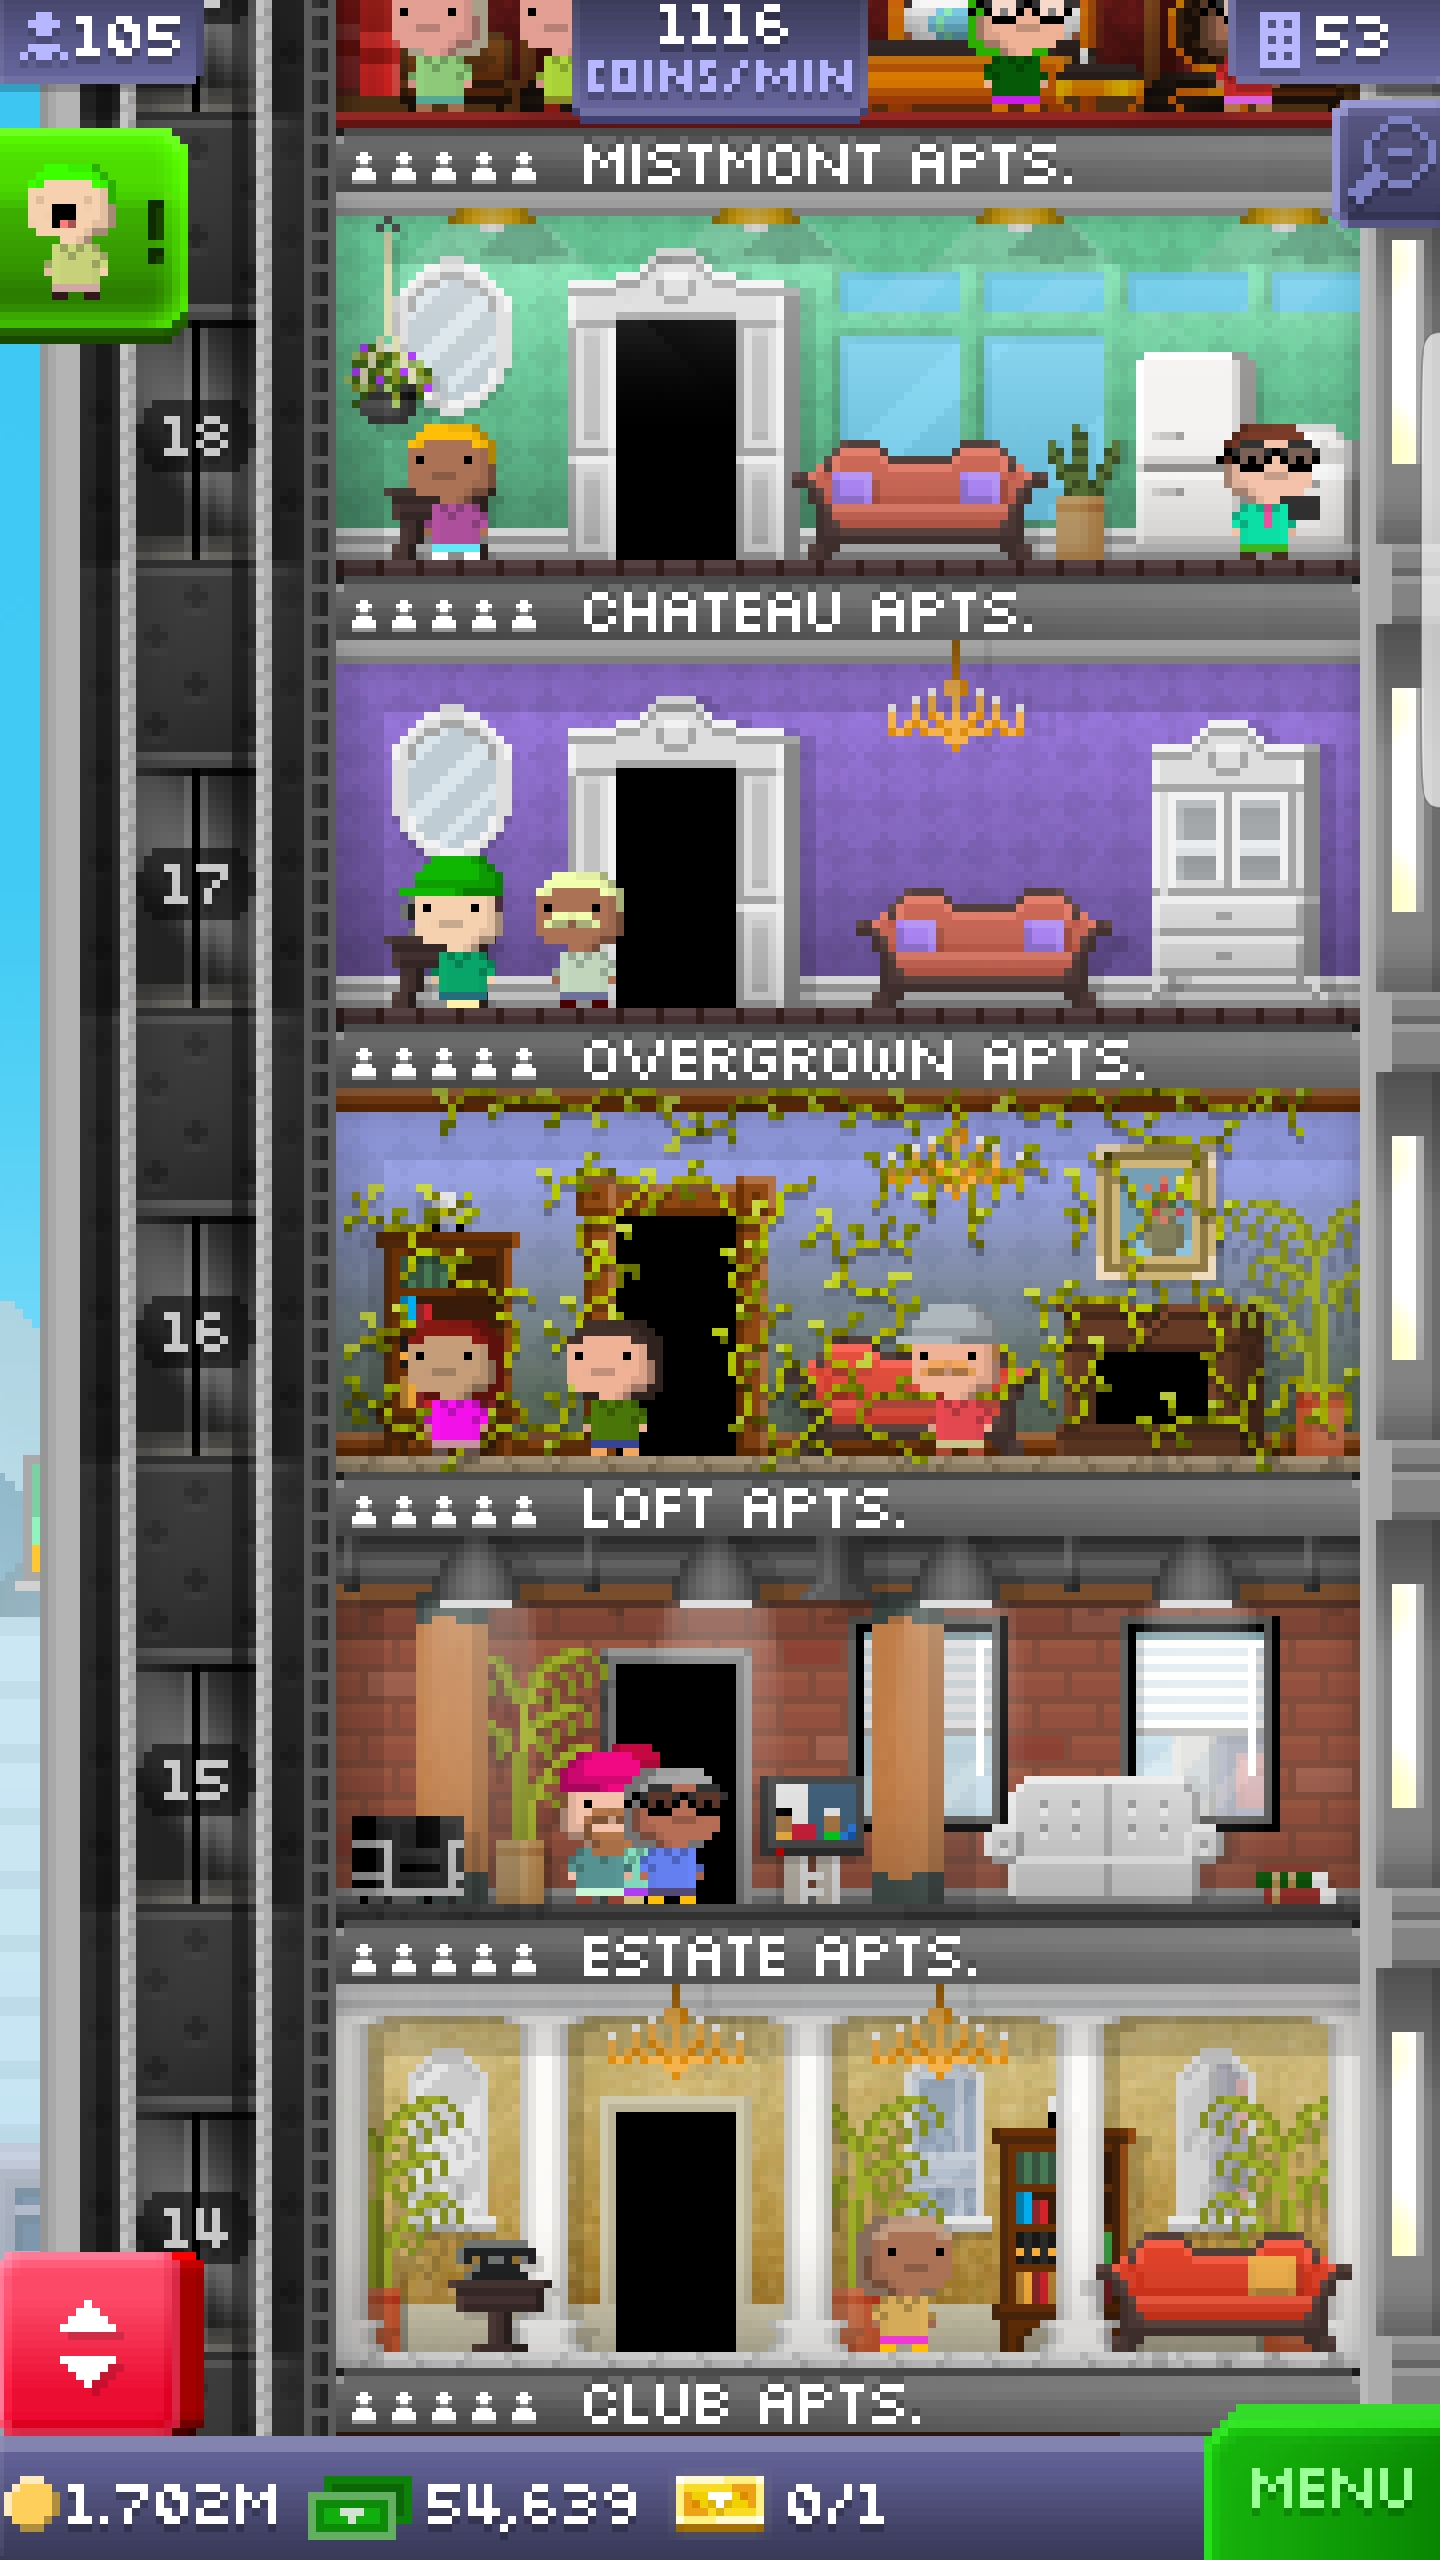 105
1116
COINS/MIN
53
MISTMONT APTS.
!
18
CHATEAU APTS.
17
OVERGROWN APTS.
16
LOFT APTS.
15
ESTATE APTS.
14
CLUB APTS.
1.702M
54,639
0/1
MENU